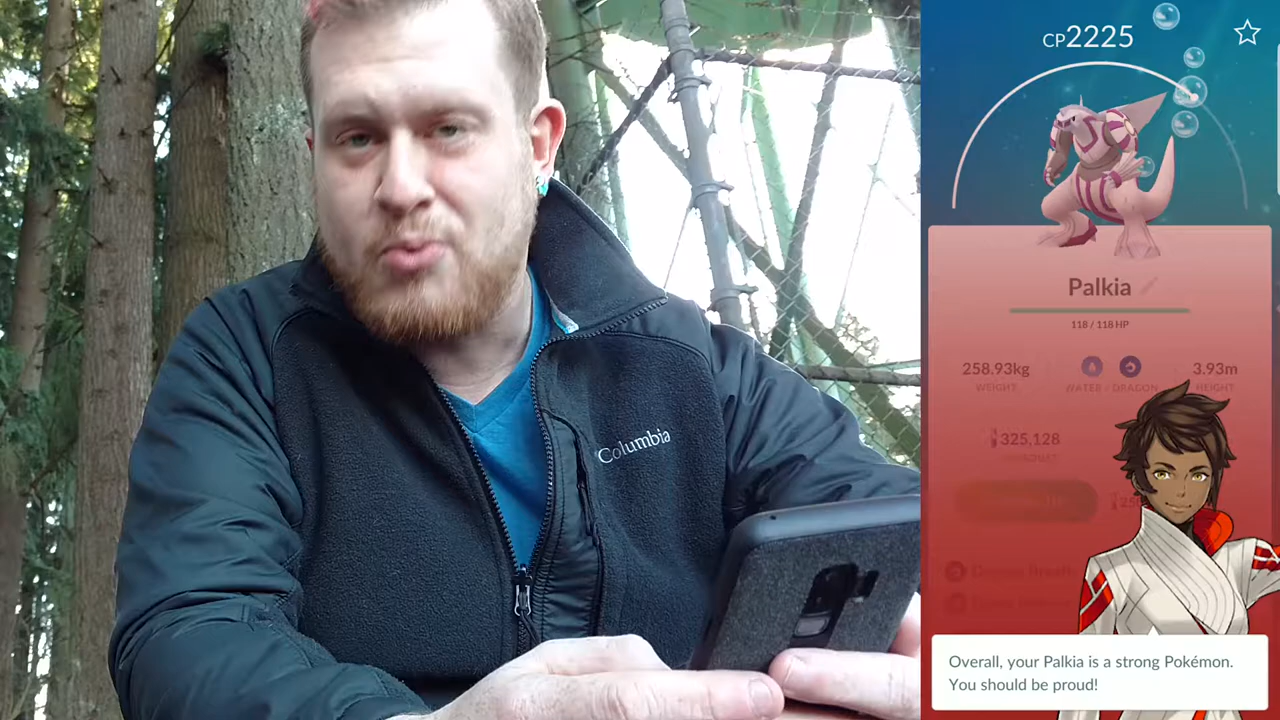 Columbia
CP2225
Palkia
118 / 118 HP
258.93kg
3.93m
WEIGHT
WATER / DRAGON
HEIGHT
325,128
STARDUST
Overall, your Palkia is a strong Pokémon.
You should be proud!